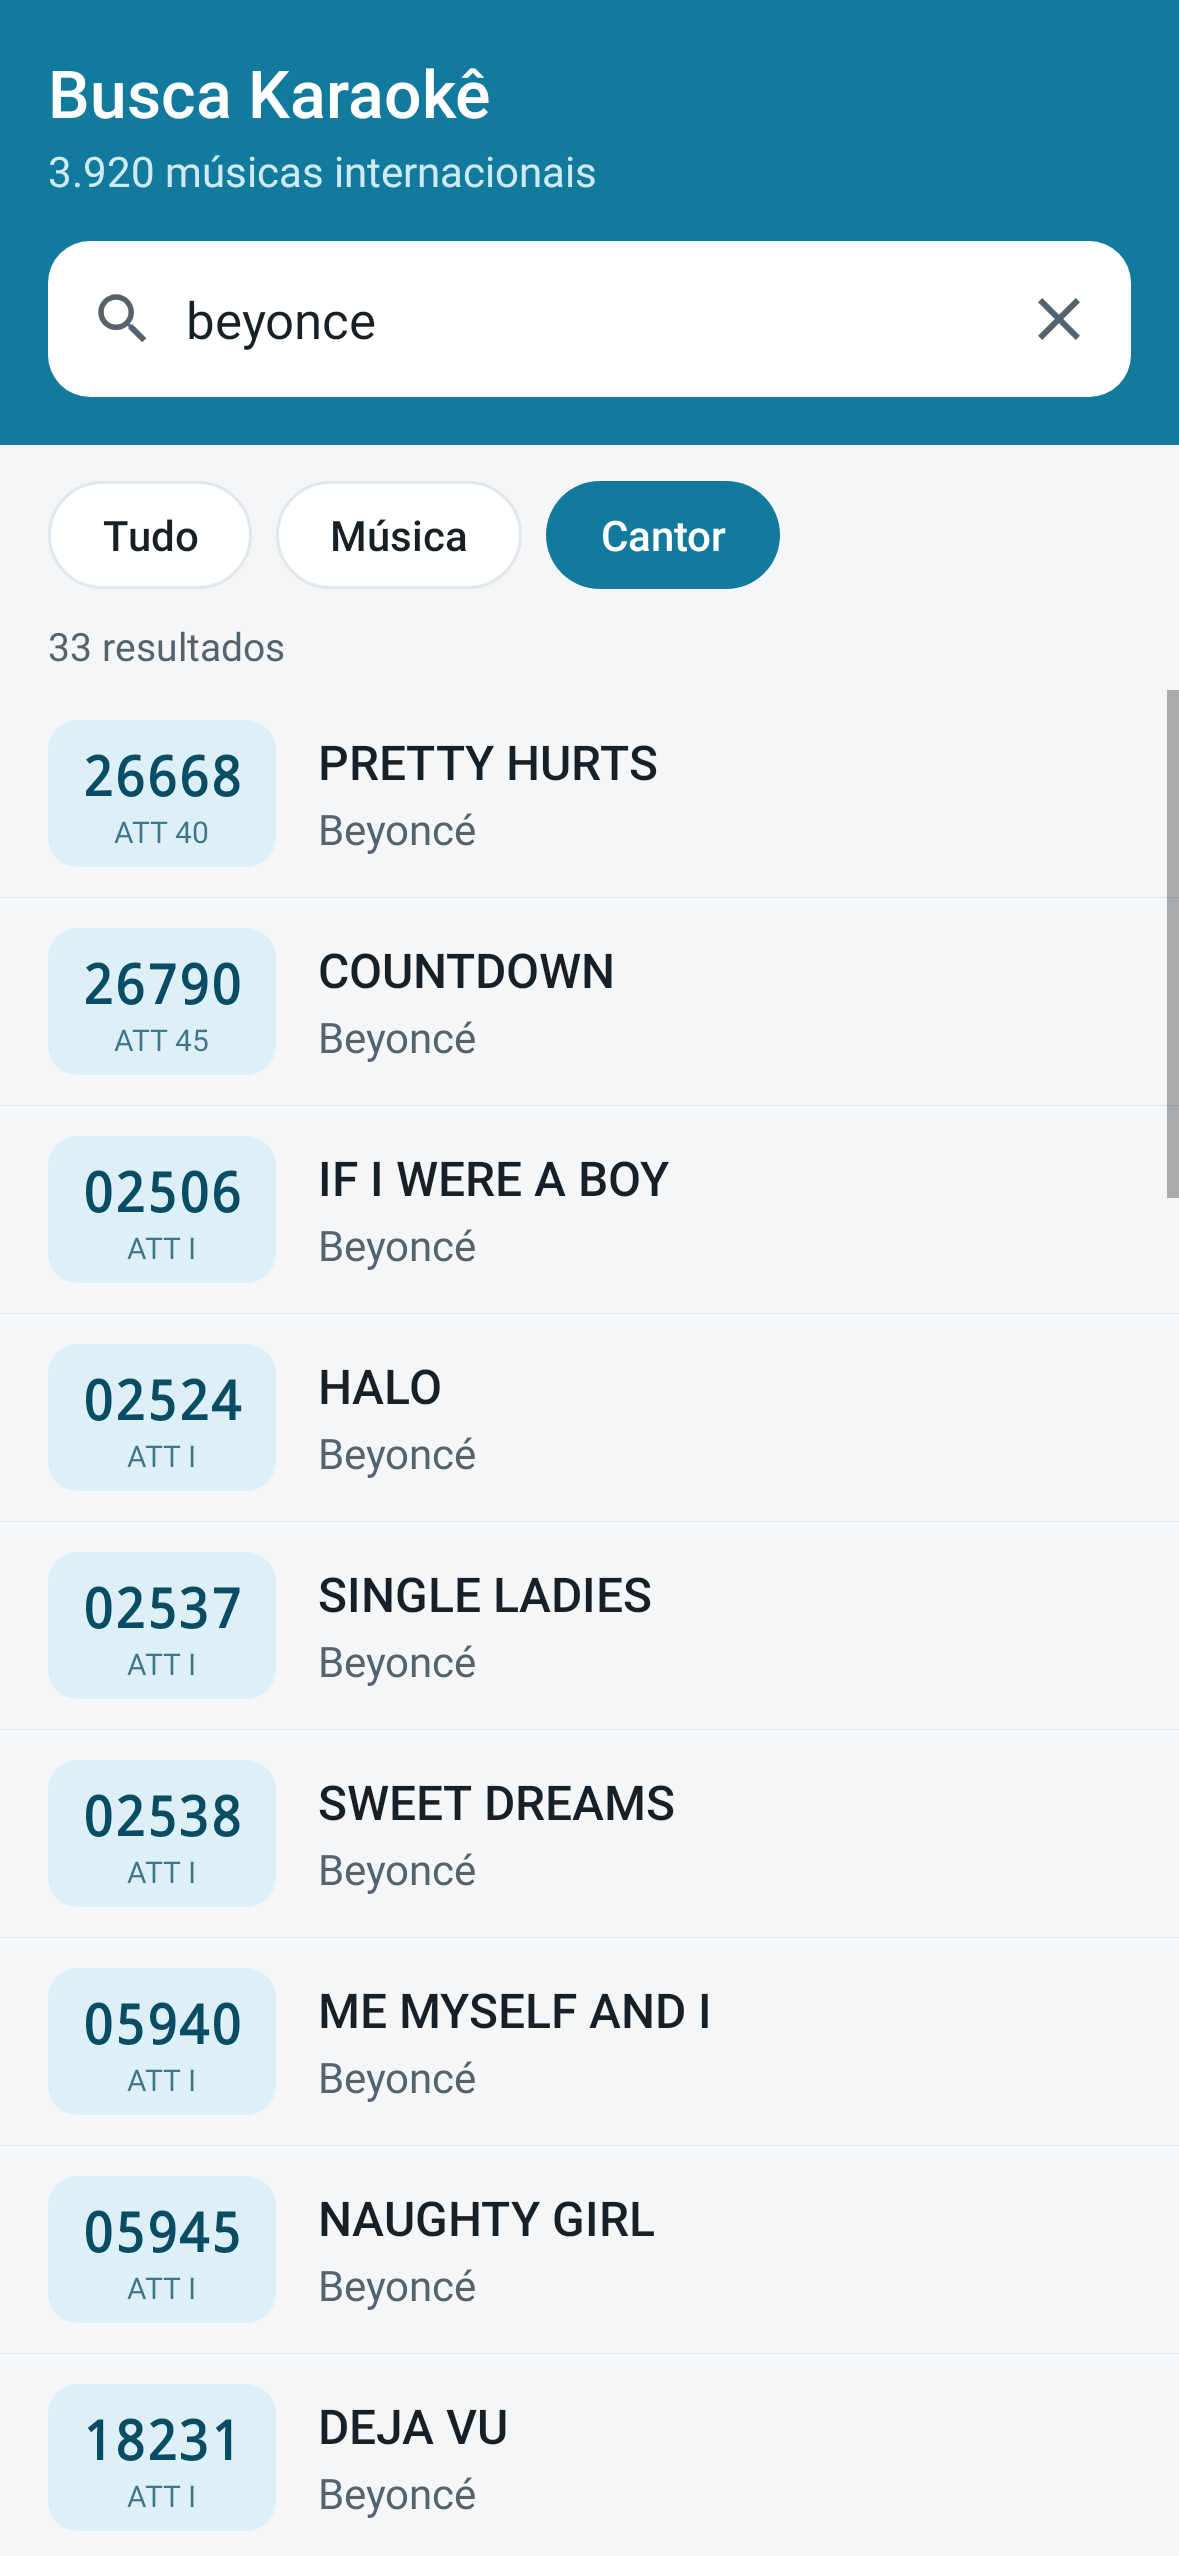 Busca Karaokê
3.920 músicas internacionais
beyonce
Tudo Música Cantor
33 resultados
26668
ATT 40
PRETTY HURTS
Beyoncé
26790
ATT 45
COUNTDOWN
Beyoncé
02506
ATT I
IF I WERE A BOY
Beyoncé
02524
ATT I
HALO
Beyoncé
02537
ATT I
SINGLE LADIES
Beyoncé
02538
ATT I
SWEET DREAMS
Beyoncé
05940
ATT I
ME MYSELF AND I
Beyoncé
05945
ATT I
NAUGHTY GIRL
Beyoncé
18231
ATT I
DEJA VU
Beyoncé